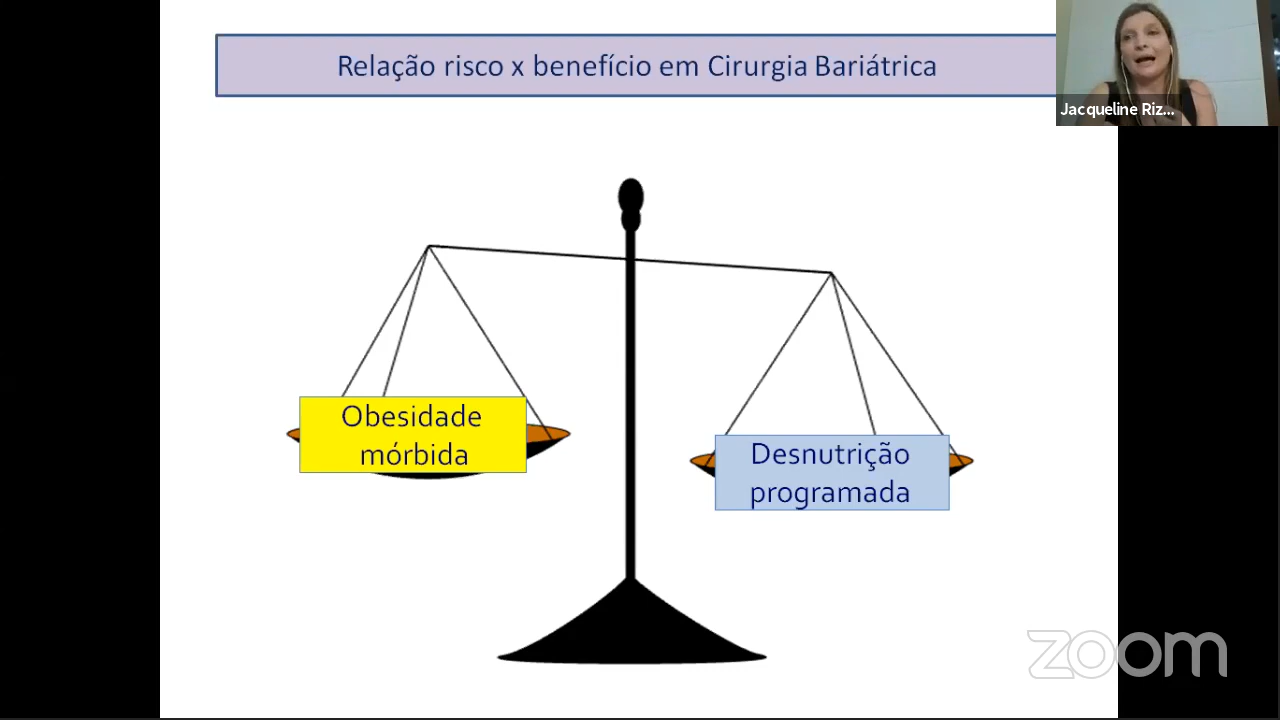 Relação risco x benefício em Cirurgia Bariátrica
Jacqueline Riz...
Obesidade
mórbida
Desnutrição
programada
zoom